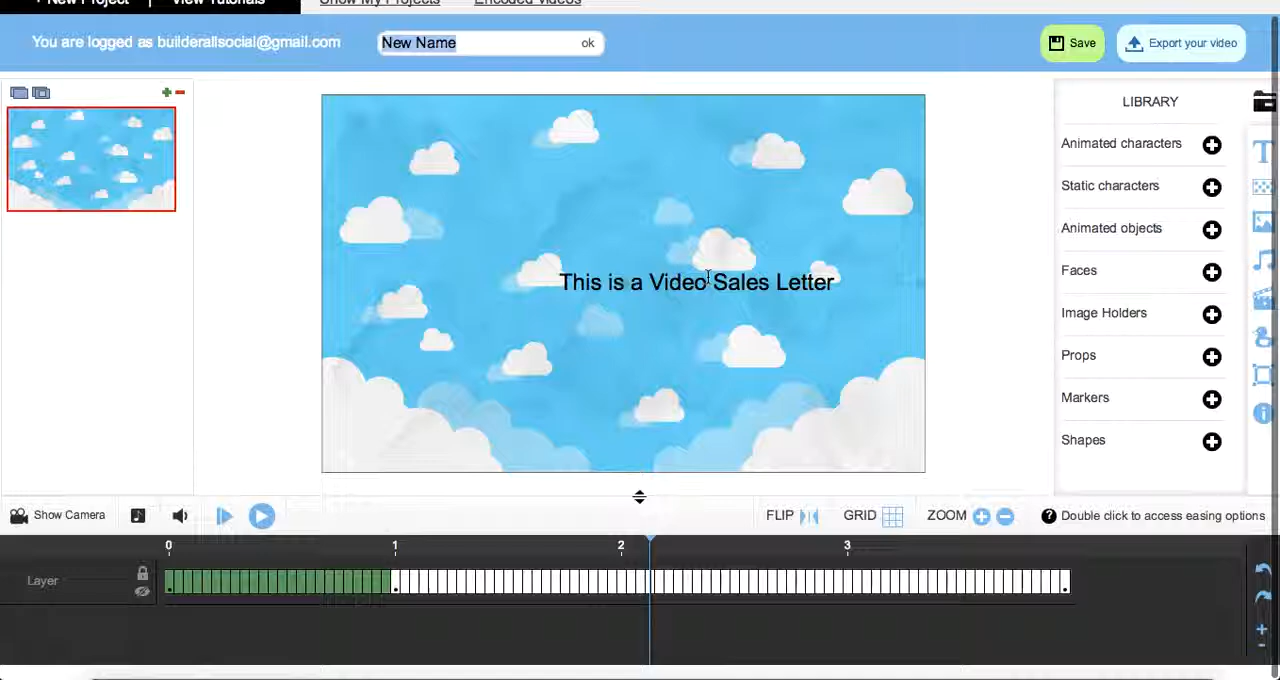 New Project | View Tutorials Show My Projects Encoded videos
You are logged as builderallsocial@gmail.com New Name ok Save Export your video
LIBRARY
Animated characters
Static characters
Animated objects
Faces
Image Holders
Props
Markers
Shapes
This is a Video Sales Letter
Show Camera FLIP GRID ZOOM Double click to access easing options
0 1 2 3
Layer